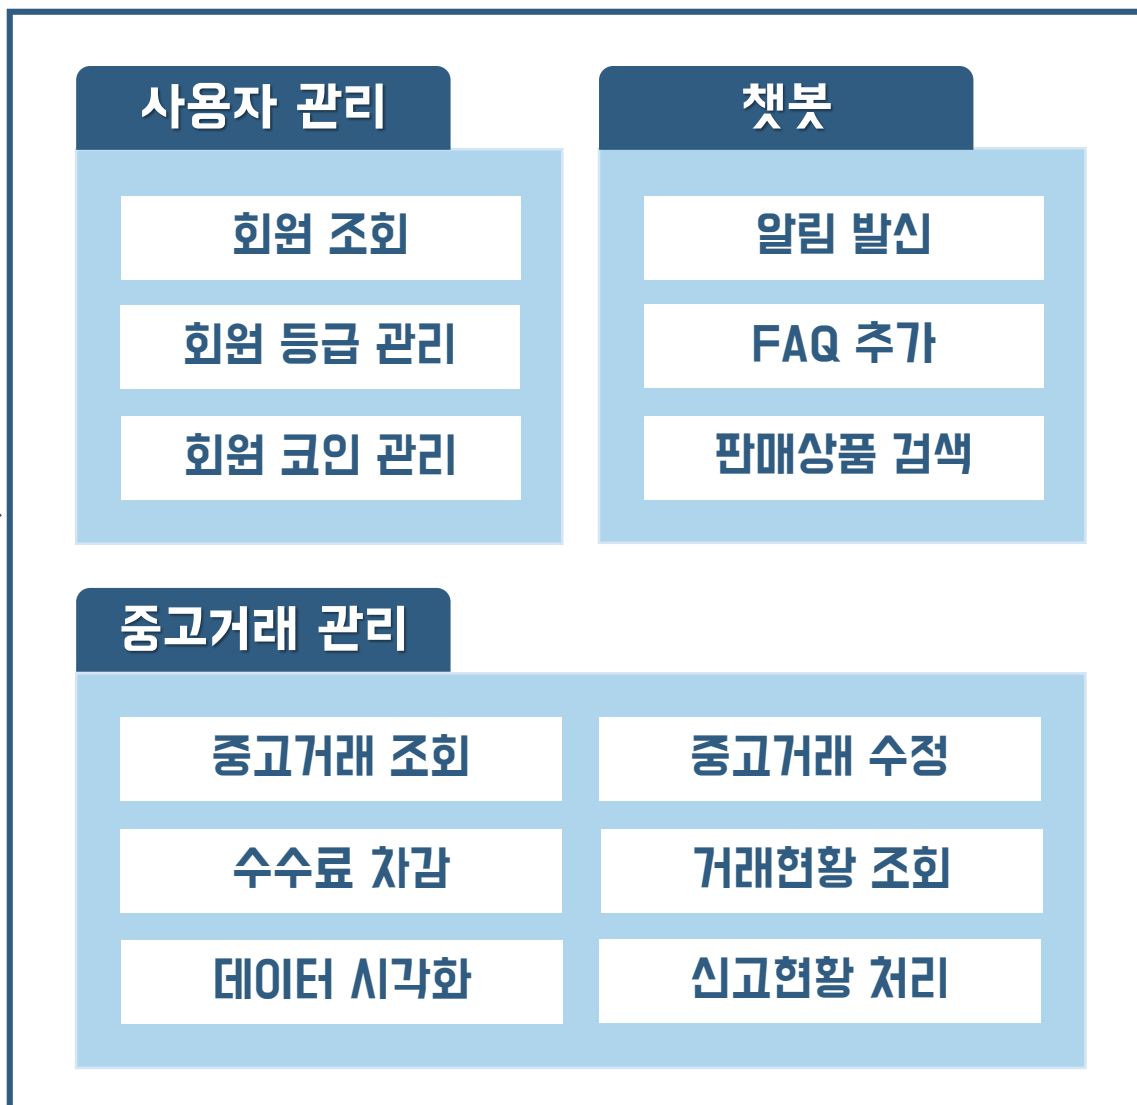 사용자 관리
회원 조회
회원 등급 관리
회원 코인 관리
챗봇
알림 발신
FAQ 추가
판매상품 검색
중고거래 관리
중고거래 조회
중고거래 수정
수수료 차감
거래현황 조회
데이터 시각화
신고현황 처리